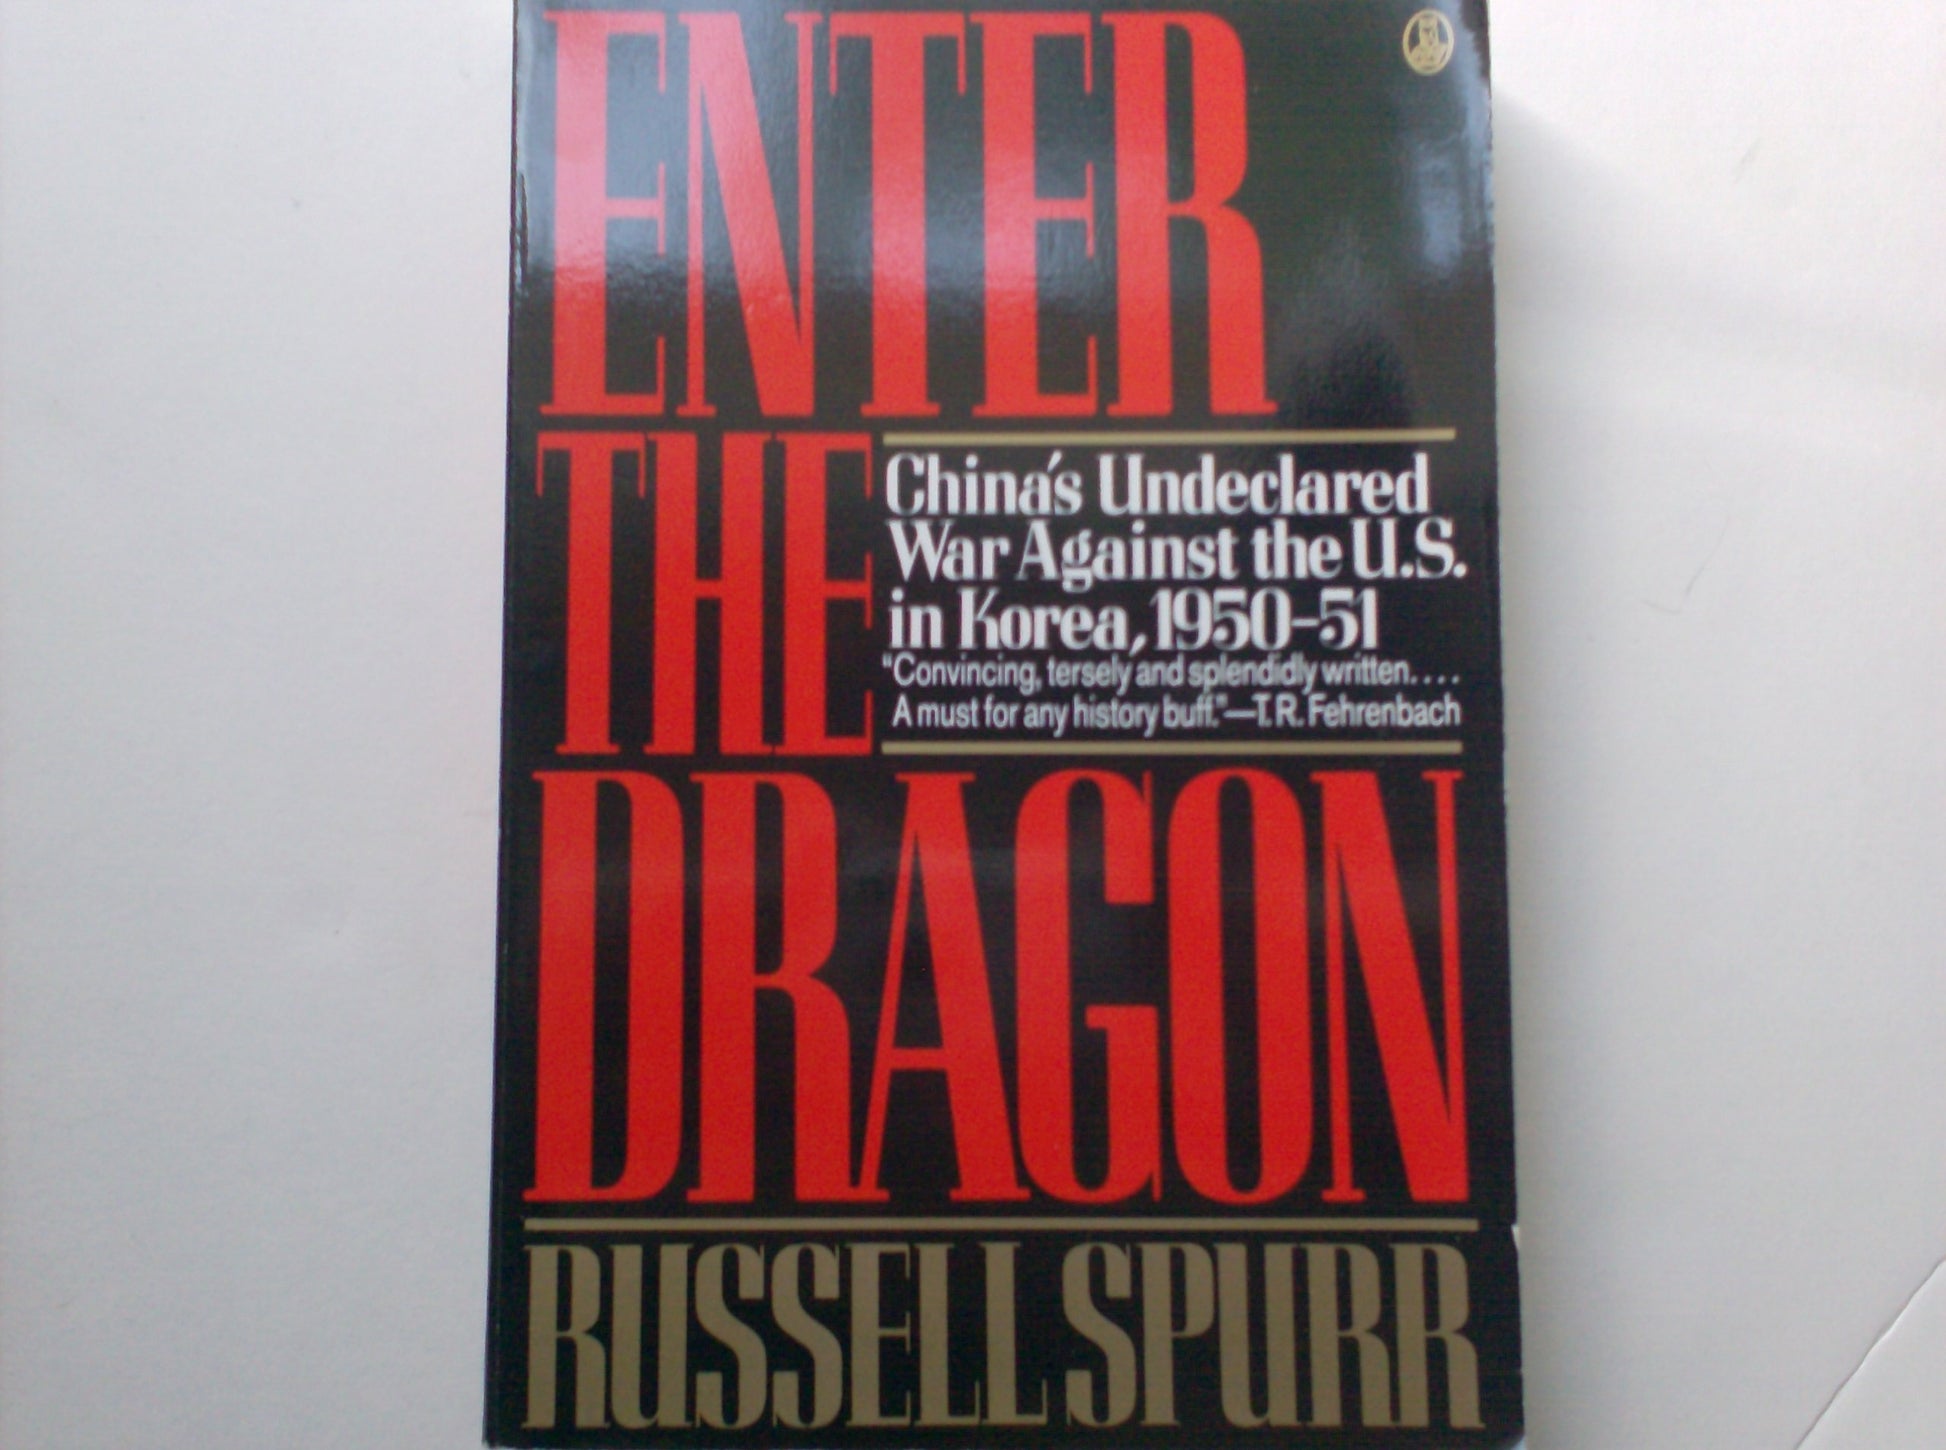 ENTER
THE
China's Undeclared
War Against the U.S.
in Korea, 1950-51
"Convincing, tersely and splendidly written....
A must for any history buff."—T.R. Fehrenbach
DRAGON
RUSSELL SPURR